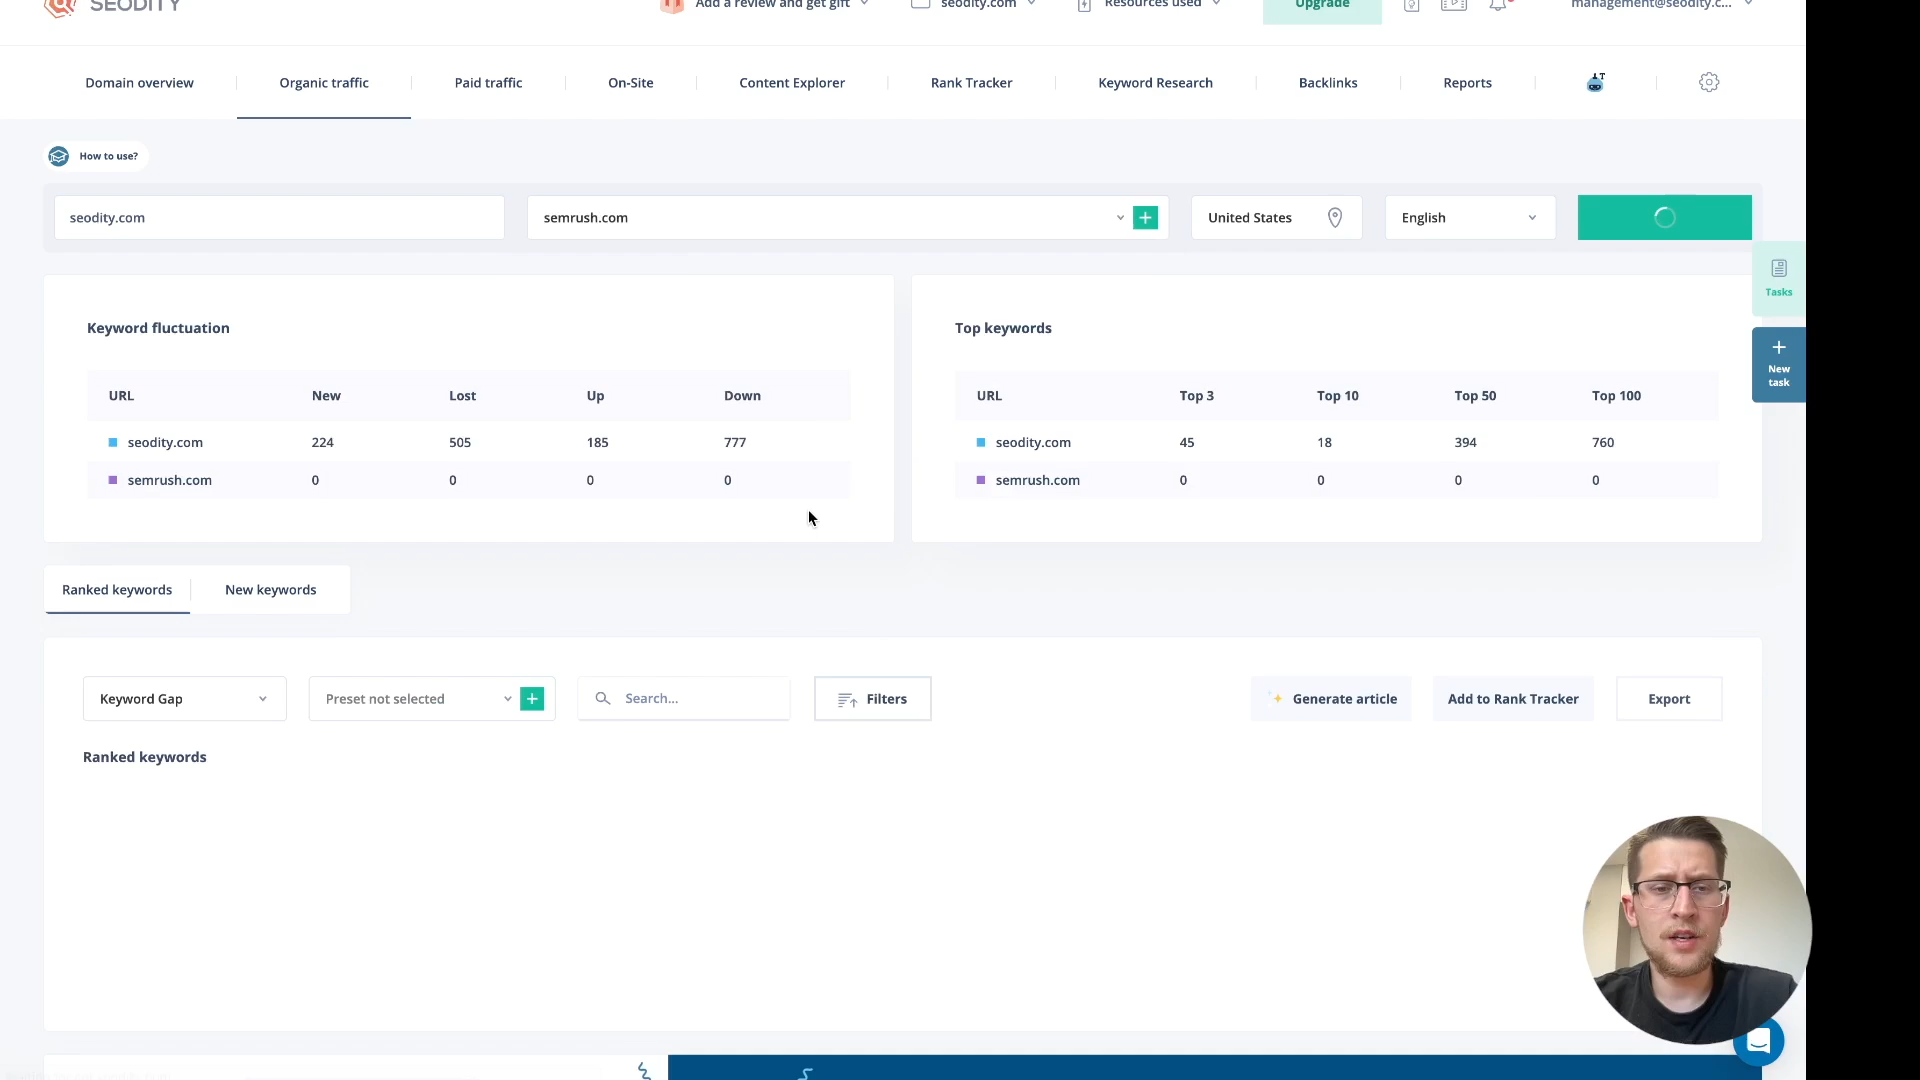 SEODITY
Add a review and get gift
seodity.com
Resources used
Upgrade
management@seodity.c...
Domain overview
Organic traffic
Paid traffic
On-Site
Content Explorer
Rank Tracker
Keyword Research
Backlinks
Reports
How to use?
seodity.com
semrush.com
United States
English
Tasks
New
task
Keyword fluctuation
URL New Lost Up Down
seodity.com 224 505 185 777
semrush.com 0 0 0 0
Top keywords
URL Top 3 Top 10 Top 50 Top 100
seodity.com 45 18 394 760
semrush.com 0 0 0 0
Ranked keywords
New keywords
Keyword Gap
Preset not selected
Search...
Filters
Generate article
Add to Rank Tracker
Export
Ranked keywords